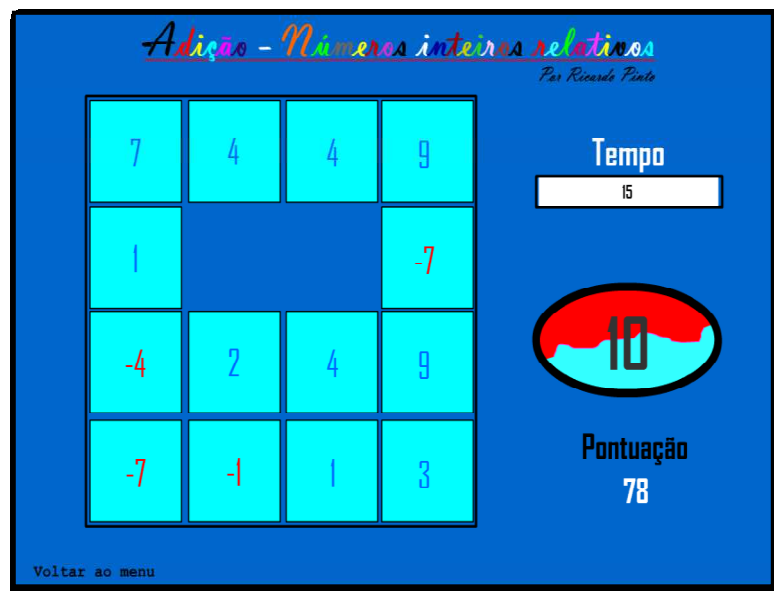 Adição - Números inteiros relativos
Por Ricardo Pinto
7 4 4 9
Tempo
15
1 -7
10
-4 2 4 9
Pontuação
78
-7 -1 1 3
Voltar ao menu